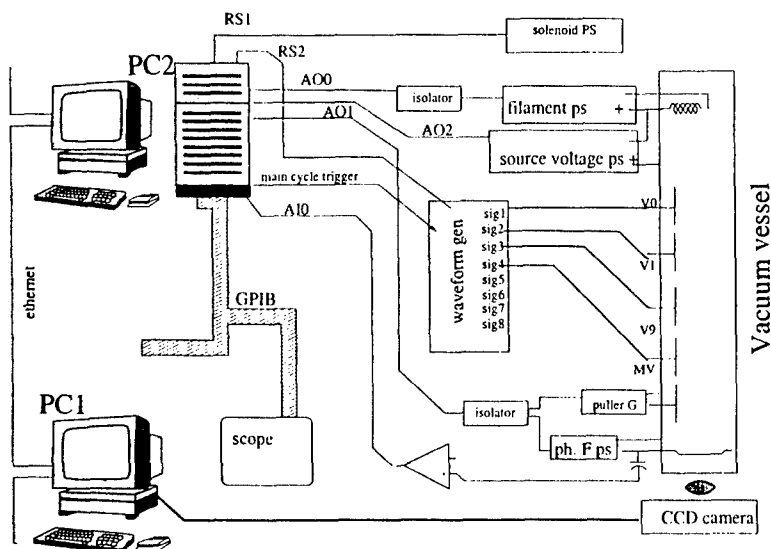 RS1
solenoid PS
PC2
RS2
AO0
isolator
filament ps
+
AO1
AO2
source voltage ps +
main cycle trigger
AI0
waveform gen
sig1
sig2
sig3
sig4
sig5
sig6
sig7
sig8
V0
V1
V9
MV
Vacuum vessel
ethernet
GPIB
PC1
scope
isolator
puller G
ph. F ps
CCD camera